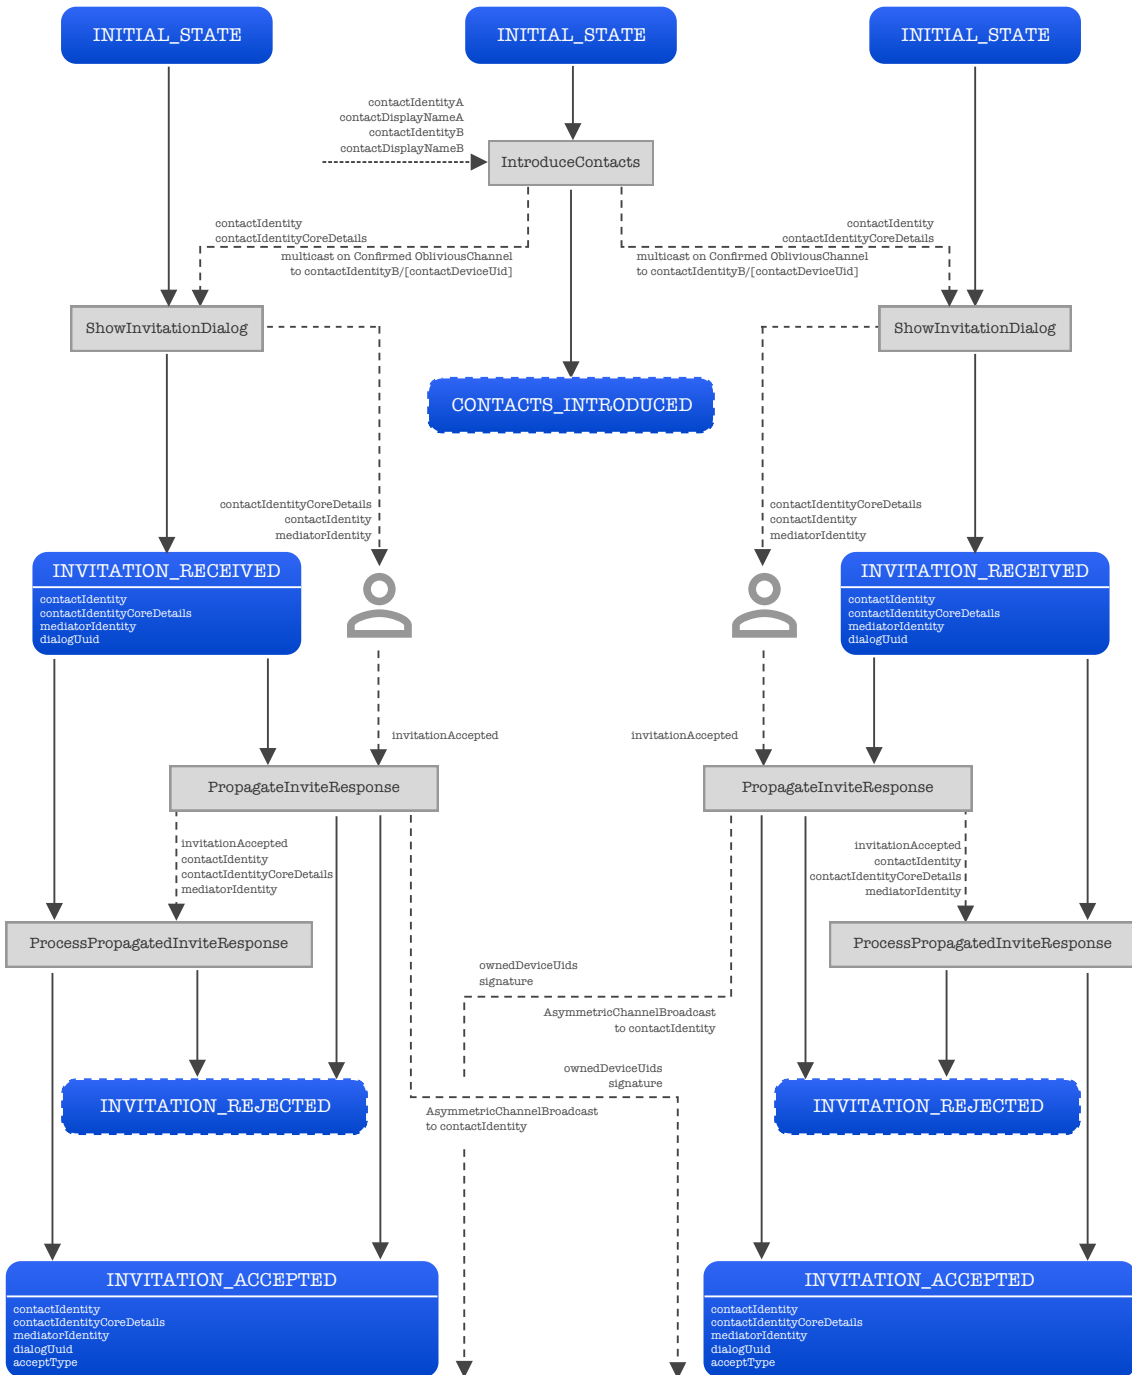 INITIAL_STATE
INITIAL_STATE
INITIAL_STATE
contactIdentityA
contactDisplayNameA
contactIdentityB
contactDisplayNameB
IntroduceContacts
contactIdentity
contactIdentityCoreDetails
multicast on Confirmed ObliviousChannel
to contactIdentityB/[contactDeviceUid]
contactIdentity
contactIdentityCoreDetails
multicast on Confirmed ObliviousChannel
to contactIdentityB/[contactDeviceUid]
ShowInvitationDialog
ShowInvitationDialog
CONTACTS_INTRODUCED
contactIdentityCoreDetails
contactIdentity
mediatorIdentity
contactIdentityCoreDetails
contactIdentity
mediatorIdentity
INVITATION_RECEIVED
contactIdentity
contactIdentityCoreDetails
mediatorIdentity
dialogUuid
INVITATION_RECEIVED
contactIdentity
contactIdentityCoreDetails
mediatorIdentity
dialogUuid
invitationAccepted
invitationAccepted
PropagateInviteResponse
PropagateInviteResponse
invitationAccepted
contactIdentity
contactIdentityCoreDetails
mediatorIdentity
invitationAccepted
contactIdentity
contactIdentityCoreDetails
mediatorIdentity
ProcessPropagatedInviteResponse
ProcessPropagatedInviteResponse
ownedDeviceUids
signature
AsymmetricChannelBroadcast
to contactIdentity
ownedDeviceUids
signature
AsymmetricChannelBroadcast
to contactIdentity
INVITATION_REJECTED
INVITATION_REJECTED
INVITATION_ACCEPTED
contactIdentity
contactIdentityCoreDetails
mediatorIdentity
dialogUuid
acceptType
INVITATION_ACCEPTED
contactIdentity
contactIdentityCoreDetails
mediatorIdentity
dialogUuid
acceptType